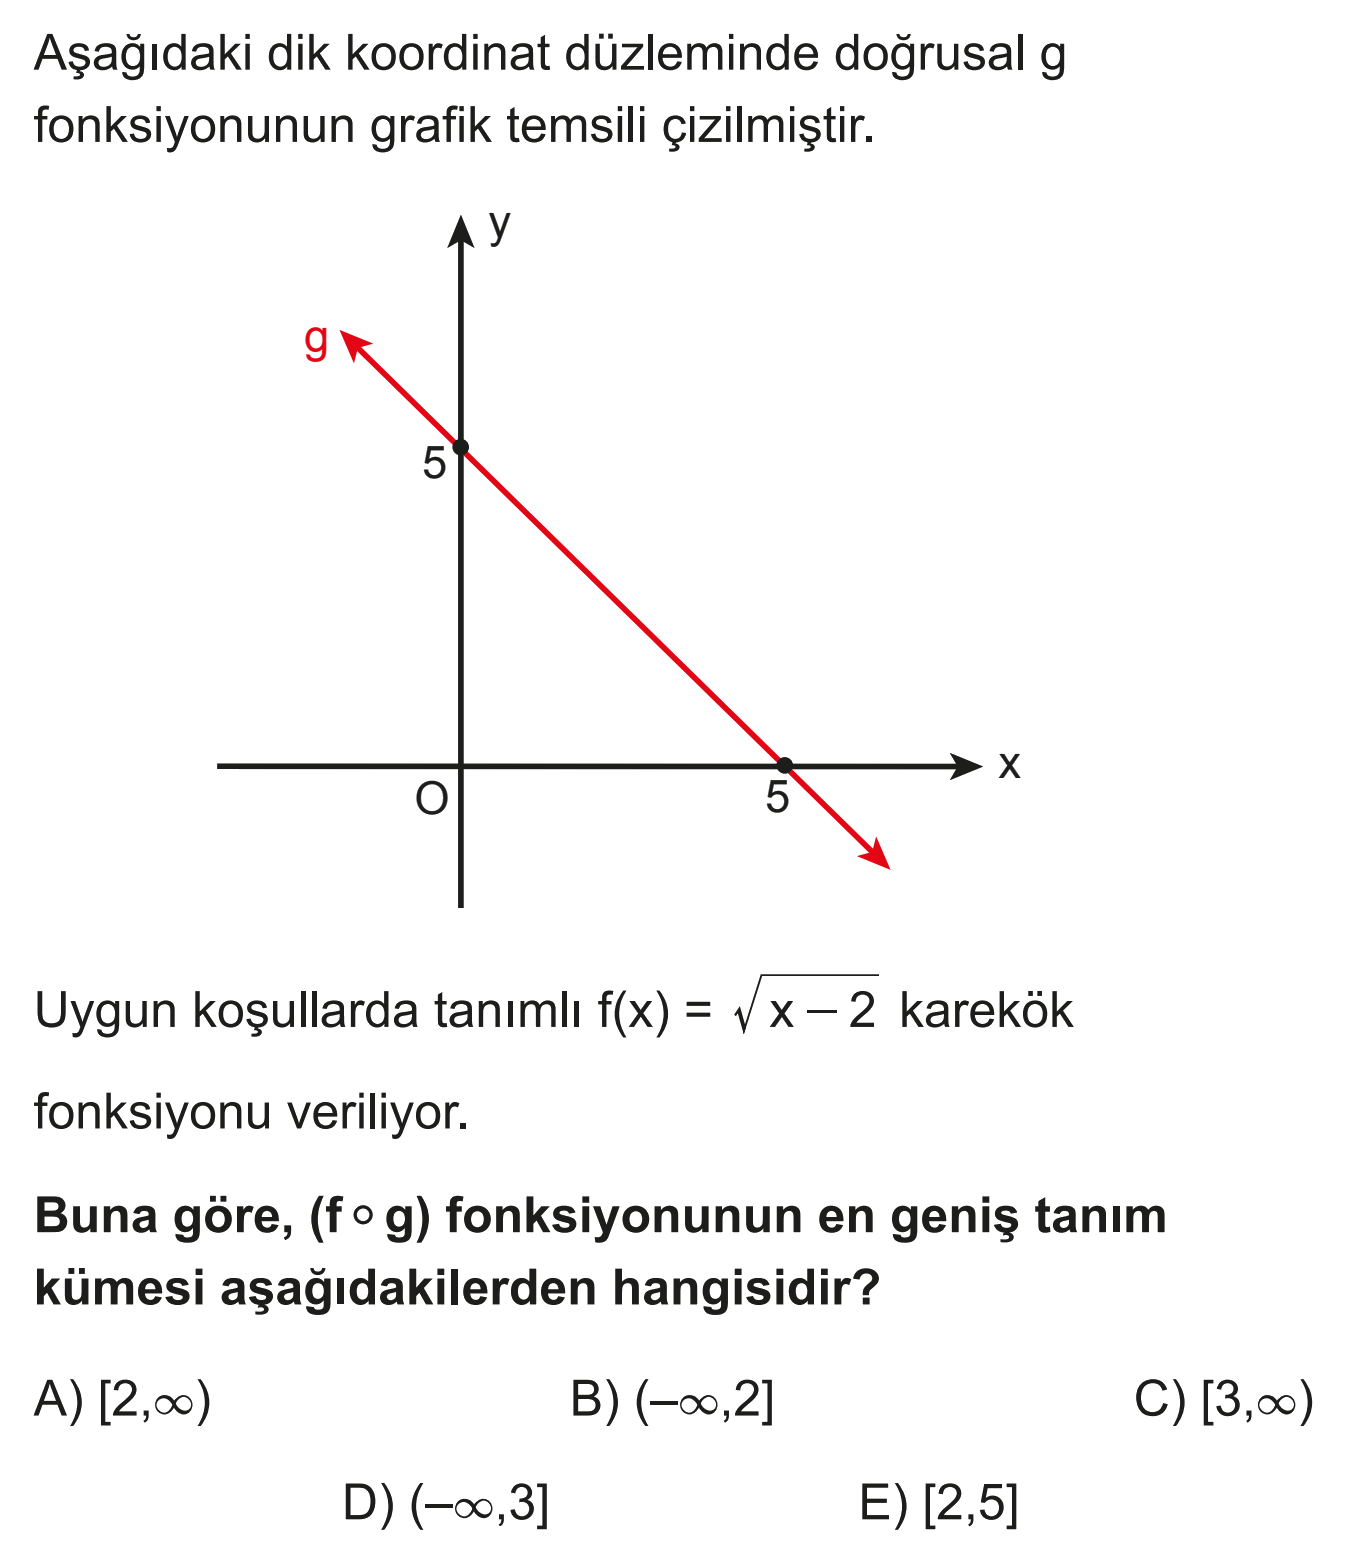 Aşağıdaki dik koordinat düzleminde doğrusal g
fonksiyonunun grafik temsili çizilmiştir.
y
g
5
x
O
5
Uygun koşullarda tanımlı f(x) = √x – 2 karekök
fonksiyonu veriliyor.
Buna göre, (f∘g) fonksiyonunun en geniş tanım
kümesi aşağıdakilerden hangisidir?
A) [2,∞) B) (–∞,2] C) [3,∞)
D) (–∞,3] E) [2,5]